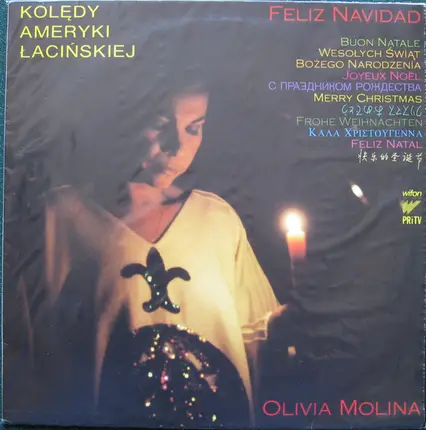 KOLĘDY
AMERYKI
ŁACIŃSKIEJ
FELIZ NAVIDAD
BUON NATALE
WESOŁYCH ŚWIĄT
BOŻEGO NARODZENIA
JOYEUX NOËL
С ПРАЗДНИКОМ РОЖДЕСТВА
MERRY CHRISTMAS
FROHE WEIHNACHTEN
ΚΑΛΑ ΧΡΙΣΤΟΥΓΕΝΝΑ
FELIZ NATAL
快乐的圣诞节
wifon
PRiTV
OLIVIA MOLINA